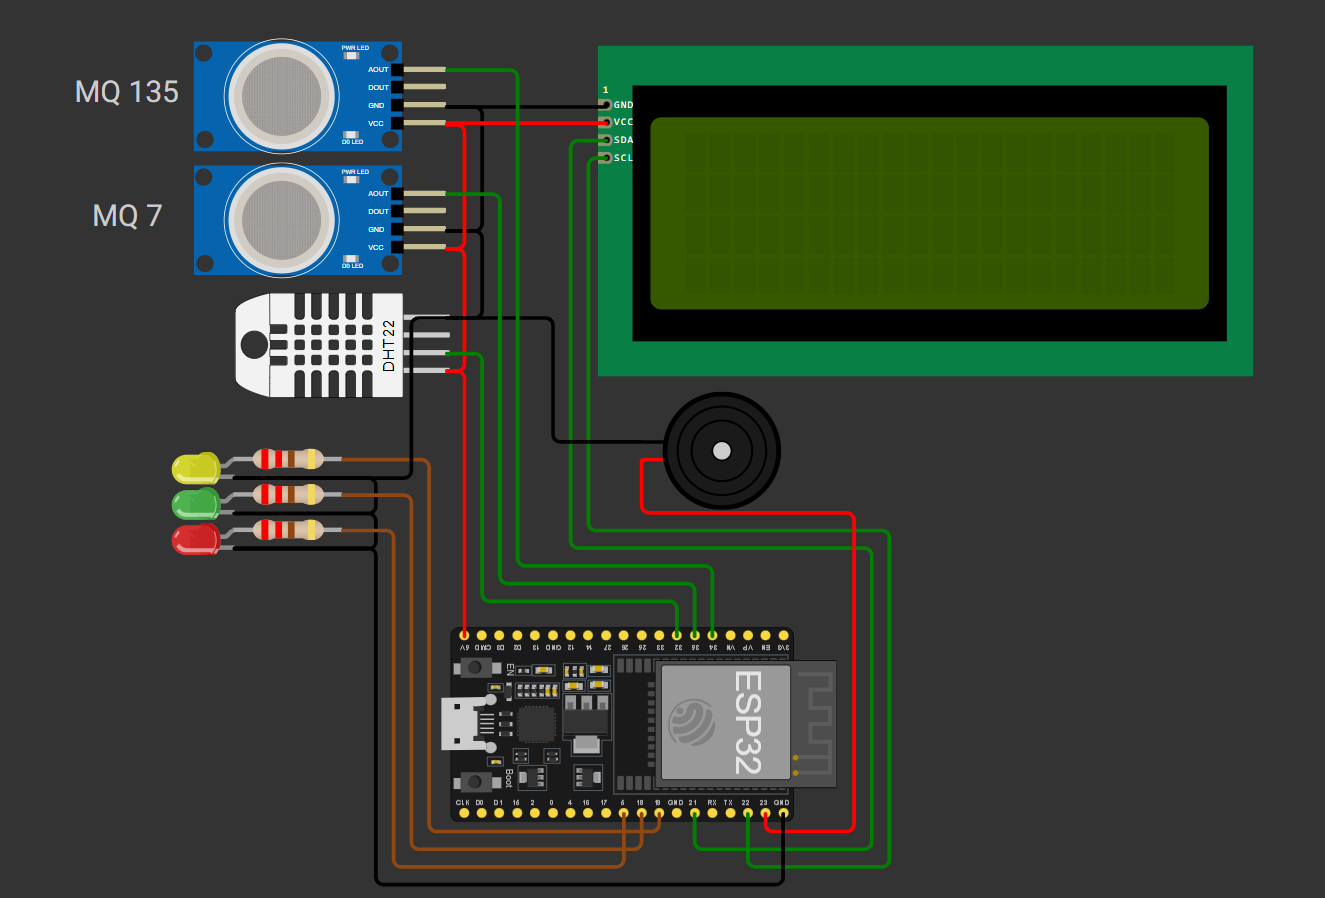 MQ 135
PWR LED
AOUT
DOUT
GND
VCC
D0 LED
1
GND
VCC
SDA
SCL
MQ 7
PWR LED
AOUT
DOUT
GND
VCC
D0 LED
DHT22
5V
CMD
D3
D2
13
GND
12
14
27
26
25
33
32
35
34
VN
VP
EN
3V3
EN
ESP32
Boot
CLK
D0
D1
15
2
0
4
16
17
5
18
19
GND
21
RX
TX
22
23
GND